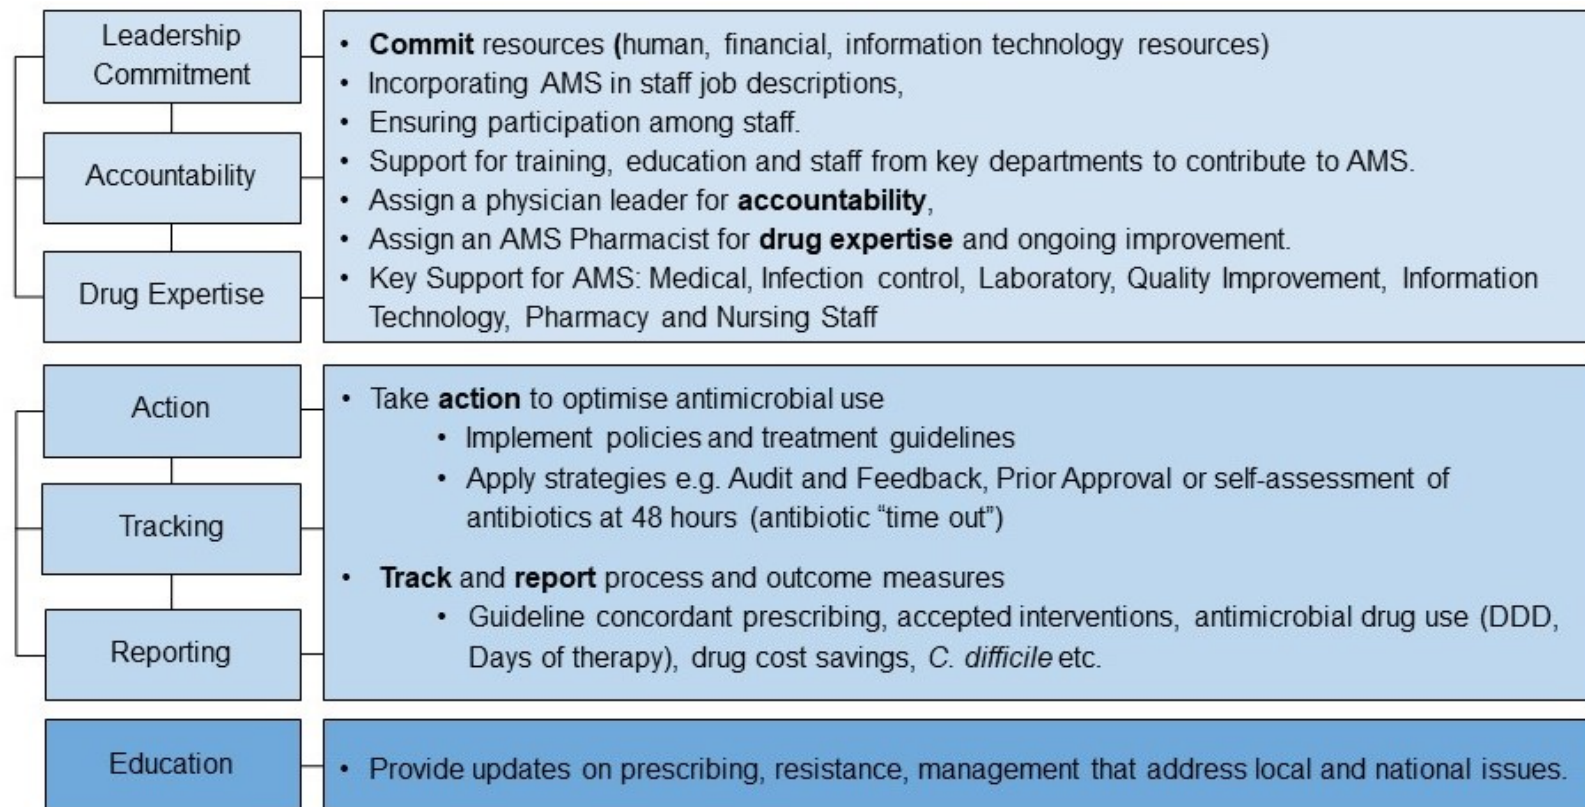 Leadership
Commitment
• Commit resources (human, financial, information technology resources)
• Incorporating AMS in staff job descriptions,
• Ensuring participation among staff.
Accountability
• Support for training, education and staff from key departments to contribute to AMS.
• Assign a physician leader for accountability,
• Assign an AMS Pharmacist for drug expertise and ongoing improvement.
Drug Expertise
• Key Support for AMS: Medical, Infection control, Laboratory, Quality Improvement, Information
Technology, Pharmacy and Nursing Staff
Action
• Take action to optimise antimicrobial use
• Implement policies and treatment guidelines
• Apply strategies e.g. Audit and Feedback, Prior Approval or self-assessment of
antibiotics at 48 hours (antibiotic “time out”)
Tracking
• Track and report process and outcome measures
• Guideline concordant prescribing, accepted interventions, antimicrobial drug use (DDD,
Days of therapy), drug cost savings, C. difficile etc.
Reporting
Education
• Provide updates on prescribing, resistance, management that address local and national issues.